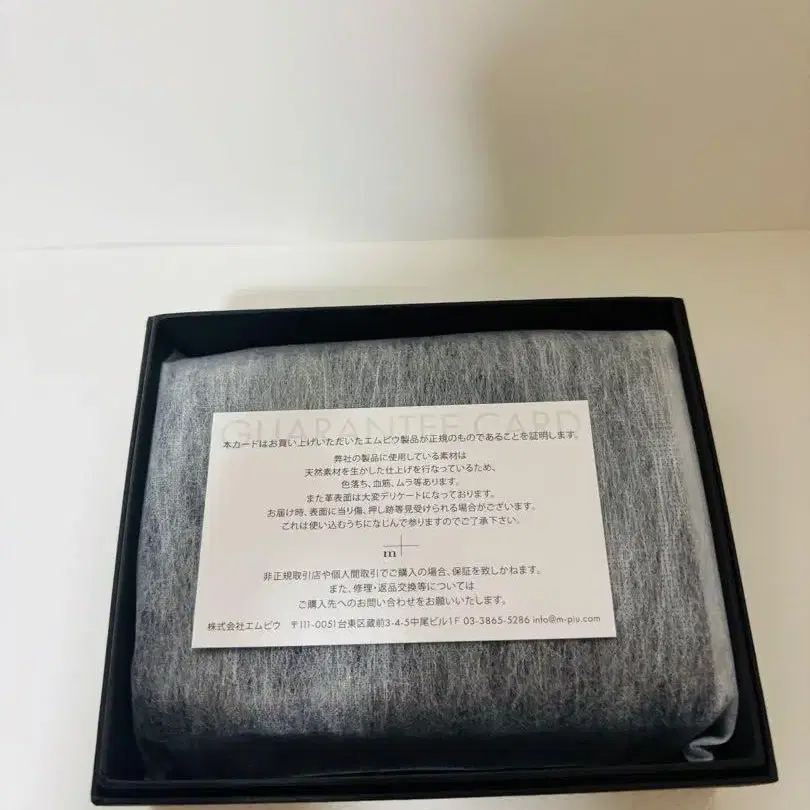 GUARANTEE CARD
本カードはお買い上げいただいたエムピウ製品が正規のものであることを証明します。
弊社の製品に使用している素材は
天然素材を生かした仕上げを行なっているため、
色落ち、血筋、ムラ等あります。
また革表面は大変デリケートになっております。
お届け時、表面に当り傷、押し跡等見受けられる場合がございます。
これは使い込むうちになじんで参りますのでご了承下さい。
m+
非正規取引店や個人間取引でご購入の場合、保証を致しかねます。
また、修理・返品交換等については
ご購入先へのお問い合わせをお願いいたします。
株式会社エムピウ 〒111-0051台東区蔵前3-4-5中尾ビル1F 03-3865-5286 info@m-piu.com